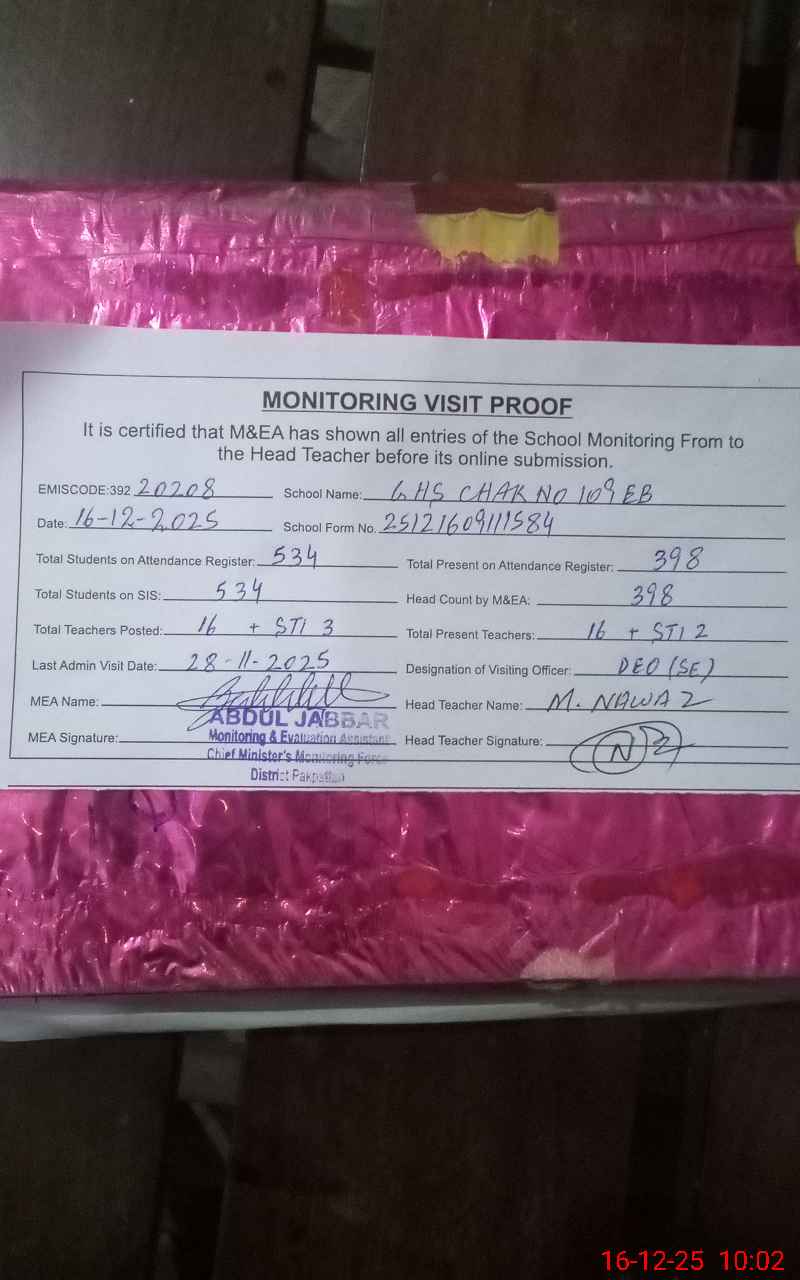 MONITORING VISIT PROOF
It is certified that M&EA has shown all entries of the School Monitoring From to
the Head Teacher before its online submission.
EMISCODE:392 20208 School Name: GHS CHAK NO 109 EB
Date: 16-12-2025 School Form No. 25121609111584
Total Students on Attendance Register: 534 Total Present on Attendance Register: 398
Total Students on SIS: 534 Head Count by M&EA: 398
Total Teachers Posted: 16 + STI 3 Total Present Teachers: 16 + STI 2
Last Admin Visit Date: 28-11-2025 Designation of Visiting Officer: DEO (SE)
MEA Name: Head Teacher Name: M. NAWAZ
ABDUL JABBAR
MEA Signature: Monitoring & Evaluation Assistant Head Teacher Signature:
Chief Minister's Monitoring Force
District Pakpattan
16-12-25 10:02